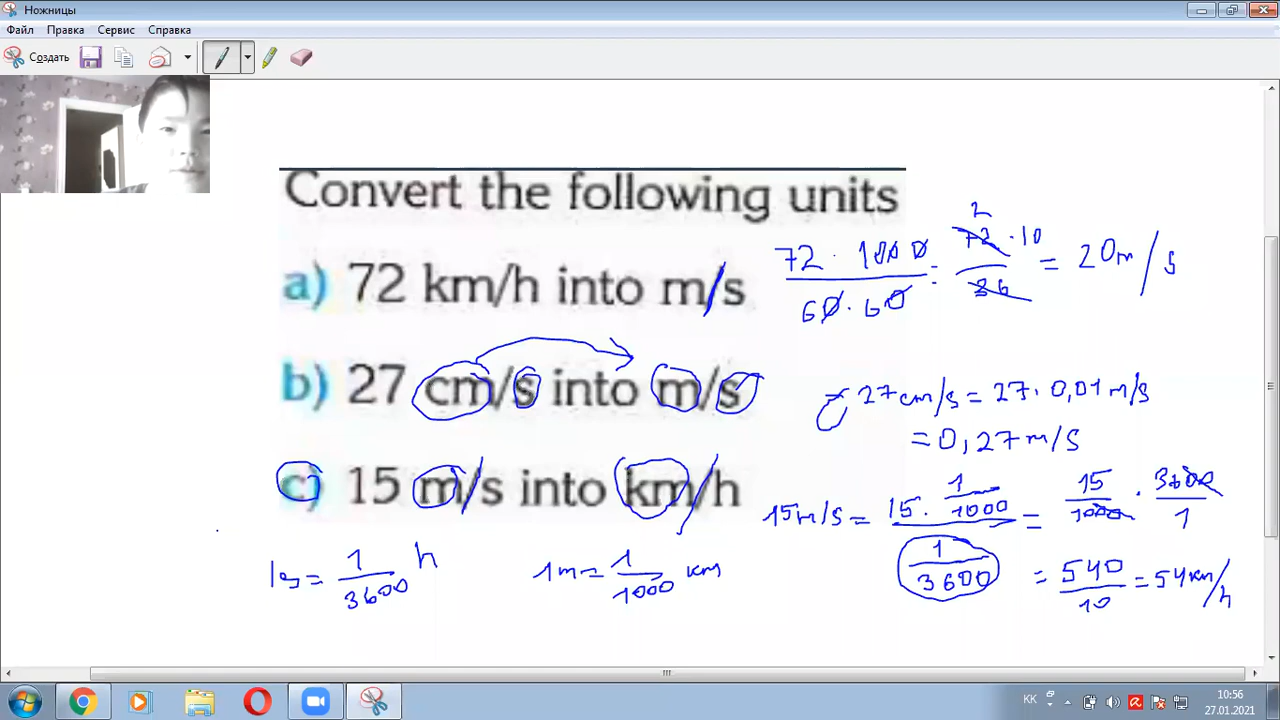 Ножницы
Файл Правка Сервис Справка
Создать
Convert the following units
a) 72 km/h into m/s
72 · 1000 / 60 · 60 = 72 · 10 / 36 = 20 m/s
2
b) 27 cm/s into m/s
27 cm/s = 27 · 0,01 m/s
= 0,27 m/s
c) 15 m/s into km/h
15 m/s = 15 · 1/1000 / 1/3600 = 15/1000 · 3600/1
= 540/10 = 54 km/h
1s = 1/3600 h
1m = 1/1000 км
KK
10:56
27.01.2021